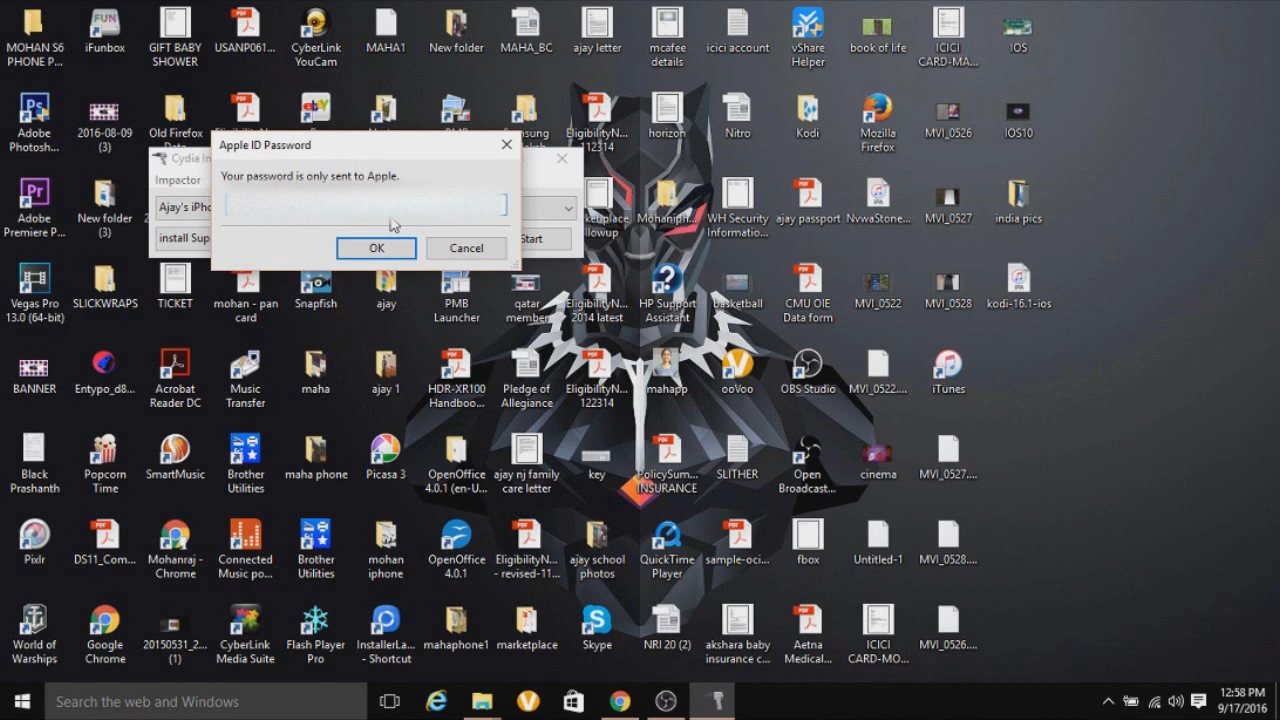 MOHAN S6
PHONE P...
iFunbox
GIFT BABY
SHOWER
USANP061...
CyberLink
YouCam
MAHA1
New folder
MAHA_BC
ajay letter
mcafee
details
icici account
vShare
Helper
book of life
ICICI
CARD-MA...
IOS
Adobe
Photosh...
2016-08-09
(3)
Old Firefox
Nitro
horizon
EligibilityN...
112314
Kodi
Mozilla
Firefox
MVI_0526
IOS10
Apple ID Password
Your password is only sent to Apple.
OK
Cancel
Cydia Im
Impactor
Ajay's iPho
install Sup
Start
Adobe
Premiere P...
New folder
(3)
Mohaniph...
WH Security
Informatio...
ajay passport
NvwaStone...
MVI_0527
india pics
Vegas Pro
13.0 (64-bit)
SLICKWRAPS
TICKET
mohan - pan
card
Snapfish
ajay
PMB
Launcher
qatar
member
EligibilityN...
2014 latest
HP Support
Assistant
basketball
CMU OIE
Data form
MVI_0522
MVI_0528
kodi-16.1-ios
BANNER
Entypo_d8...
Acrobat
Reader DC
Music
Transfer
maha
ajay 1
HDR-XR100
Handboo...
Pledge of
Allegiance
EligibilityN...
122314
mahapp
ooVoo
OBS Studio
MVI_0522....
iTunes
Black
Prashanth
Popcorn
Time
SmartMusic
Brother
Utilities
maha phone
Picasa 3
OpenOffice
4.0.1 (en-U...
ajay nj family
care letter
key
PolicySum...
INSURANCE
SLITHER
Open
Broadcast...
cinema
MVI_0527....
Pixlr
DS11_Com...
Mohanraj -
Chrome
Connected
Music po...
Brother
Utilities
mohan
iphone
OpenOffice
4.0.1
EligibilityN...
- revised-11...
ajay school
photos
QuickTime
Player
sample-oci...
fbox
Untitled-1
MVI_0528....
World of
Warships
Google
Chrome
20150531_2...
(1)
CyberLink
Media Suite
Flash Player
Pro
InstallerLa...
- Shortcut
mahaphone1
marketplace
Skype
NRI 20 (2)
akshara baby
insurance c...
Aetna
Medical...
ICICI
CARD-MO...
MVI_0526....
Search the web and Windows
12:58 PM
9/17/2016